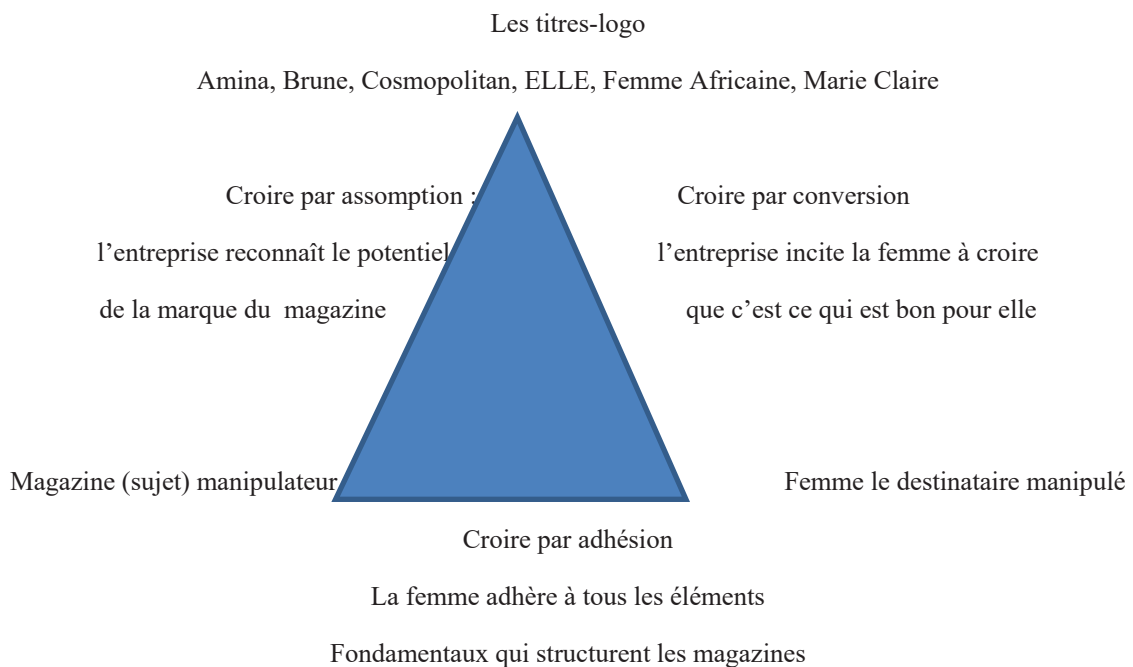 Les titres-logo
Amina, Brune, Cosmopolitan, ELLE, Femme Africaine, Marie Claire
Croire par assomption :
l’entreprise reconnaît le potentiel
de la marque du magazine
Croire par conversion
l’entreprise incite la femme à croire
que c’est ce qui est bon pour elle
Magazine (sujet) manipulateur
Femme le destinataire manipulé
Croire par adhésion
La femme adhère à tous les éléments
Fondamentaux qui structurent les magazines